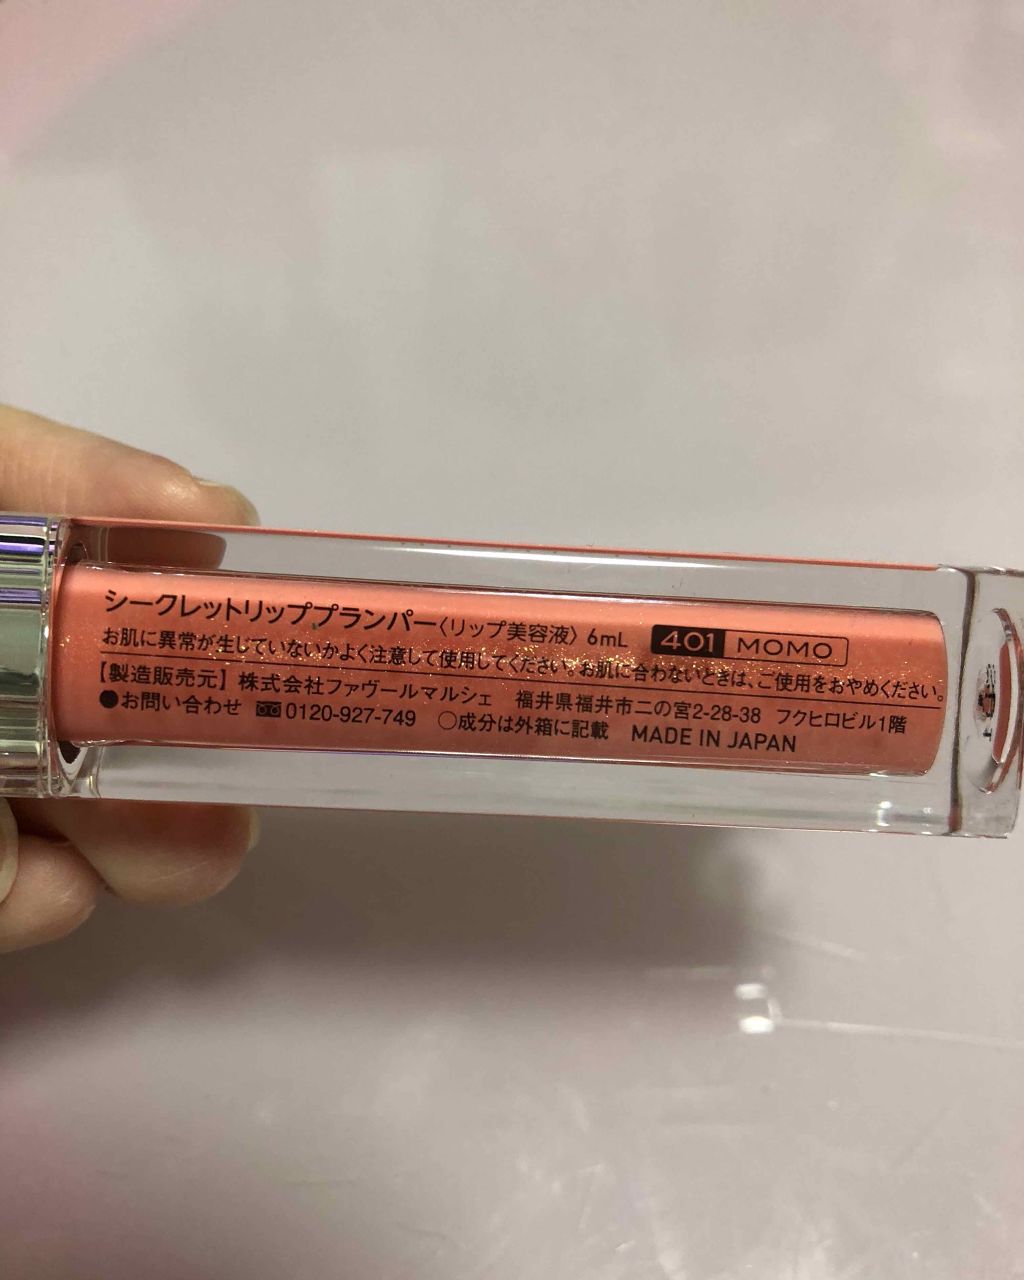 シークレットリッププランパー〈リップ美容液〉 6mL 401 MOMO
お肌に異常が生じていないかよく注意して使用してください。お肌に合わないときは、ご使用をおやめください。
【製造販売元】 株式会社ファヴールマルシェ 福井県福井市二の宮2-28-38 フクヒロビル1階
●お問い合わせ 0120-927-749 ○成分は外箱に記載 MADE IN JAPAN